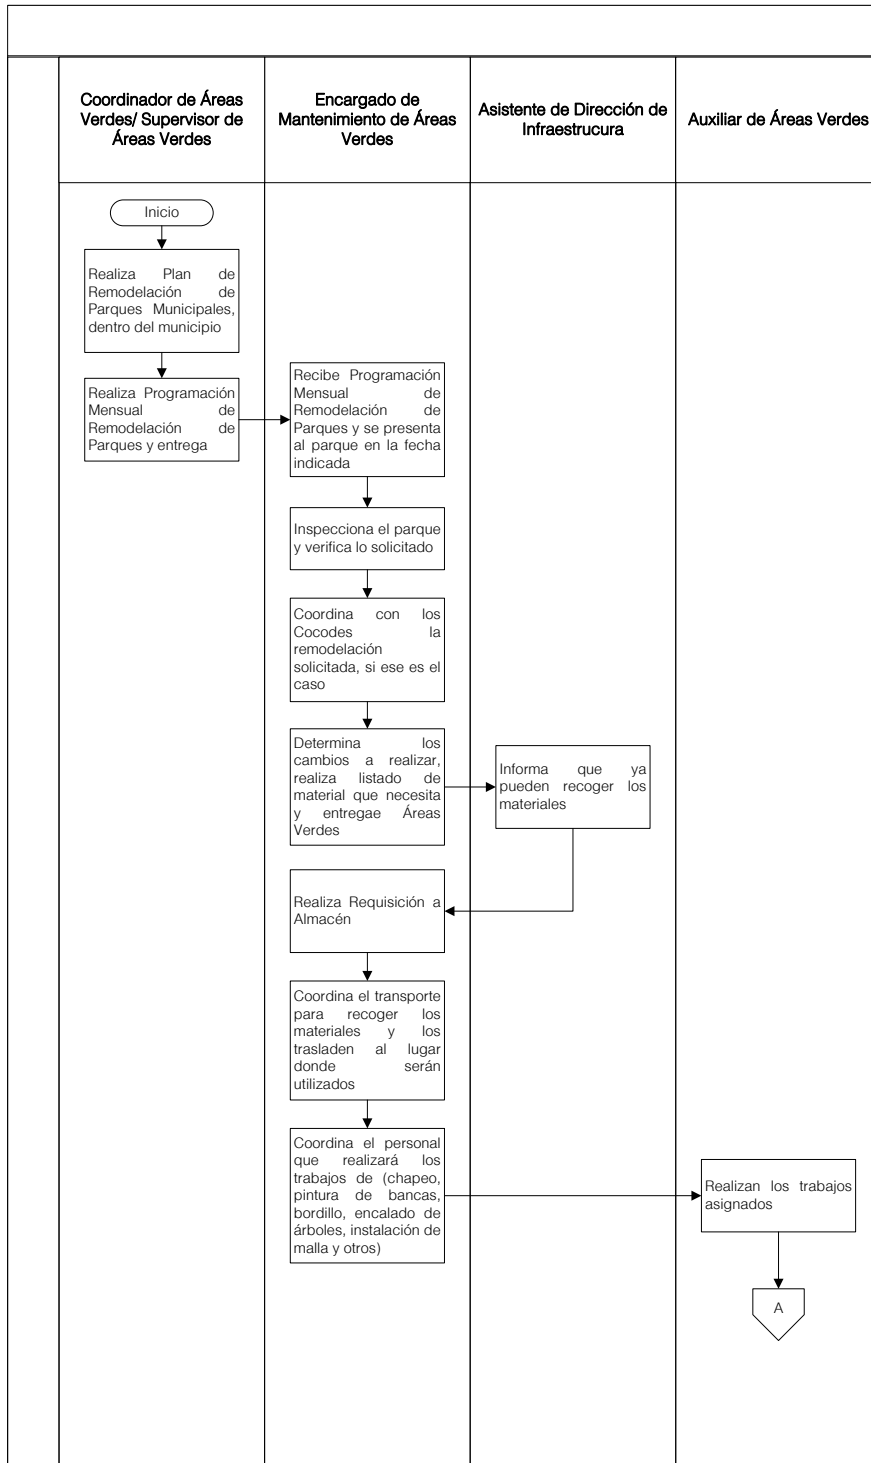 Coordinador de Áreas
Verdes/ Supervisor de
Áreas Verdes
Encargado de
Mantenimiento de Áreas
Verdes
Asistente de Dirección de
Infraestrucura
Auxiliar de Áreas Verdes
Inicio
Realiza Plan de
Remodelación de
Parques Municipales,
dentro del municipio
Realiza Programación
Mensual de
Remodelación de
Parques y entrega
Recibe Programación
Mensual de
Remodelación de
Parques y se presenta
al parque en la fecha
indicada
Inspecciona el parque
y verifica lo solicitado
Coordina con los
Cocodes la
remodelación
solicitada, si ese es el
caso
Determina los
cambios a realizar,
realiza listado de
material que necesita
y entregae Áreas
Verdes
Informa que ya
pueden recoger los
materiales
Realiza Requisición a
Almacén
Coordina el transporte
para recoger los
materiales y los
trasladen al lugar
donde serán
utilizados
Coordina el personal
que realizará los
trabajos de (chapeo,
pintura de bancas,
bordillo, encalado de
árboles, instalación de
malla y otros)
Realizan los trabajos
asignados
A